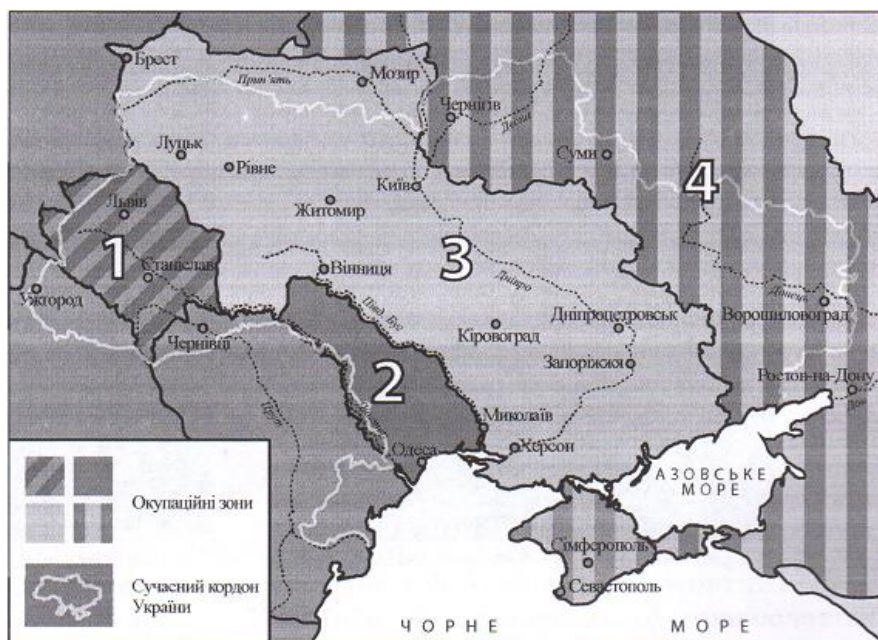 Брест
Мозир
Прип'ять
Чернігів
Десна
Луцьк
Рівне
Суми
4
Київ
Львів
Житомир
1
3
Станіслав
Вінниця
Дніпро
Ужгород
Півд. Буг
Донець
Чернівці
Кіровоград
Дніпропетровськ
Ворошиловоград
2
Запоріжжя
Прут
Ростов-на-Дону
Дон
Миколаїв
Одеса
Херсон
АЗОВСЬКЕ
МОРЕ
Окупаційні зони
Сімферополь
Севастополь
Сучасний кордон
України
ЧОРНЕ МОРЕ